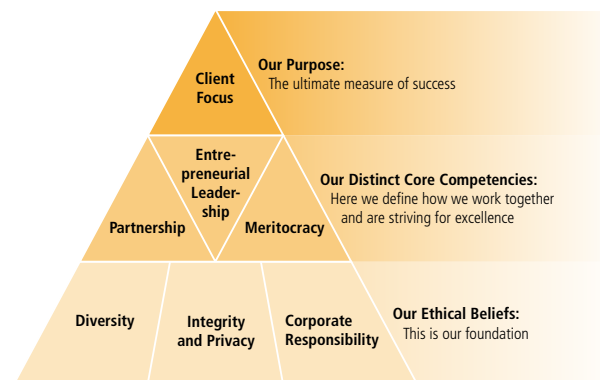 Client
Focus
Our Purpose:
The ultimate measure of success
Entre-
preneurial
Leader-
ship
Partnership
Meritocracy
Our Distinct Core Competencies:
Here we define how we work together
and are striving for excellence
Diversity
Integrity
and Privacy
Corporate
Responsibility
Our Ethical Beliefs:
This is our foundation